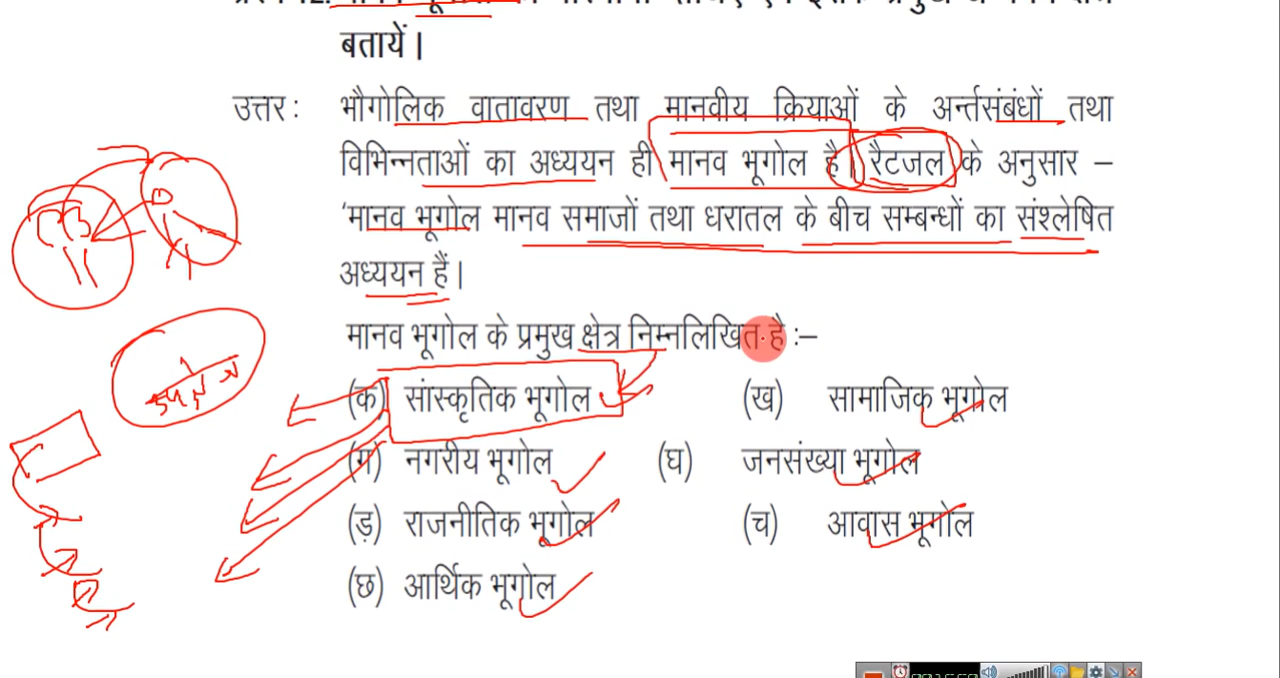 बतायें।
उत्तर : भौगोलिक वातावरण तथा मानवीय क्रियाओं के अर्न्तसंबंधों तथा
विभिन्नताओं का अध्ययन ही मानव भूगोल है। रैटजल के अनुसार –
‘मानव भूगोल मानव समाजों तथा धरातल के बीच सम्बन्धों का संश्लेषित
अध्ययन हैं।
मानव भूगोल के प्रमुख क्षेत्र निम्नलिखित है :–
(क) सांस्कृतिक भूगोल (ख) सामाजिक भूगोल
(ग) नगरीय भूगोल (घ) जनसंख्या भूगोल
(ड़) राजनीतिक भूगोल (च) आवास भूगोल
(छ) आर्थिक भूगोल